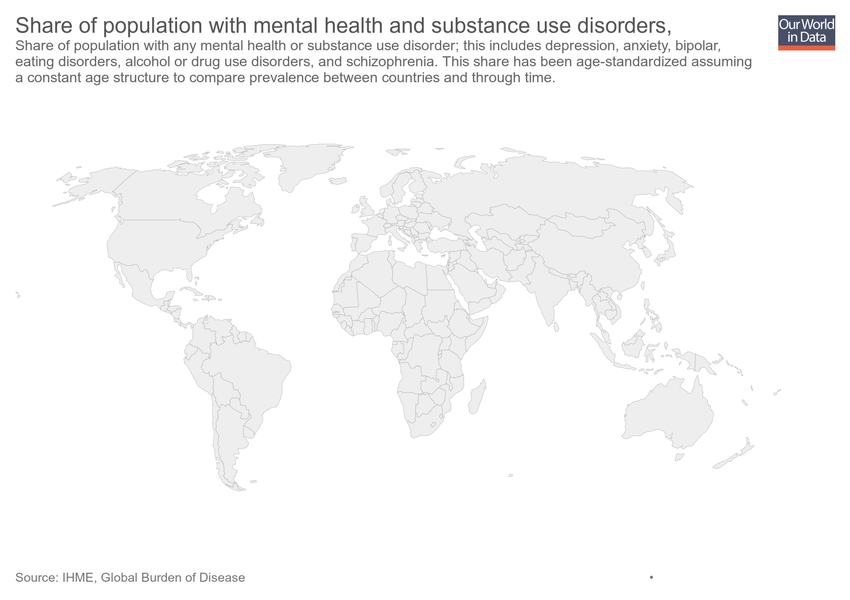 Share of population with mental health and substance use disorders,
Our World
in Data
Share of population with any mental health or substance use disorder; this includes depression, anxiety, bipolar,
eating disorders, alcohol or drug use disorders, and schizophrenia. This share has been age-standardized assuming
a constant age structure to compare prevalence between countries and through time.
Source: IHME, Global Burden of Disease
•